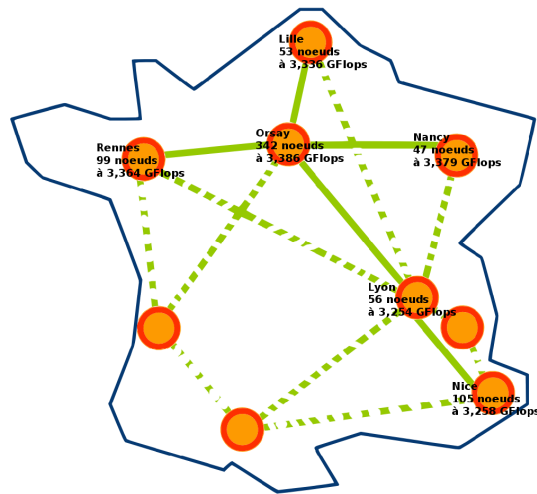 Lille
53 noeuds
à 3,336 GFlops
Orsay
342 noeuds
à 3,386 GFlops
Nancy
47 noeuds
à 3,379 GFlops
Rennes
99 noeuds
à 3,364 GFlops
Lyon
56 noeuds
à 3,254 GFlops
Nice
105 noeuds
à 3,258 GFlops